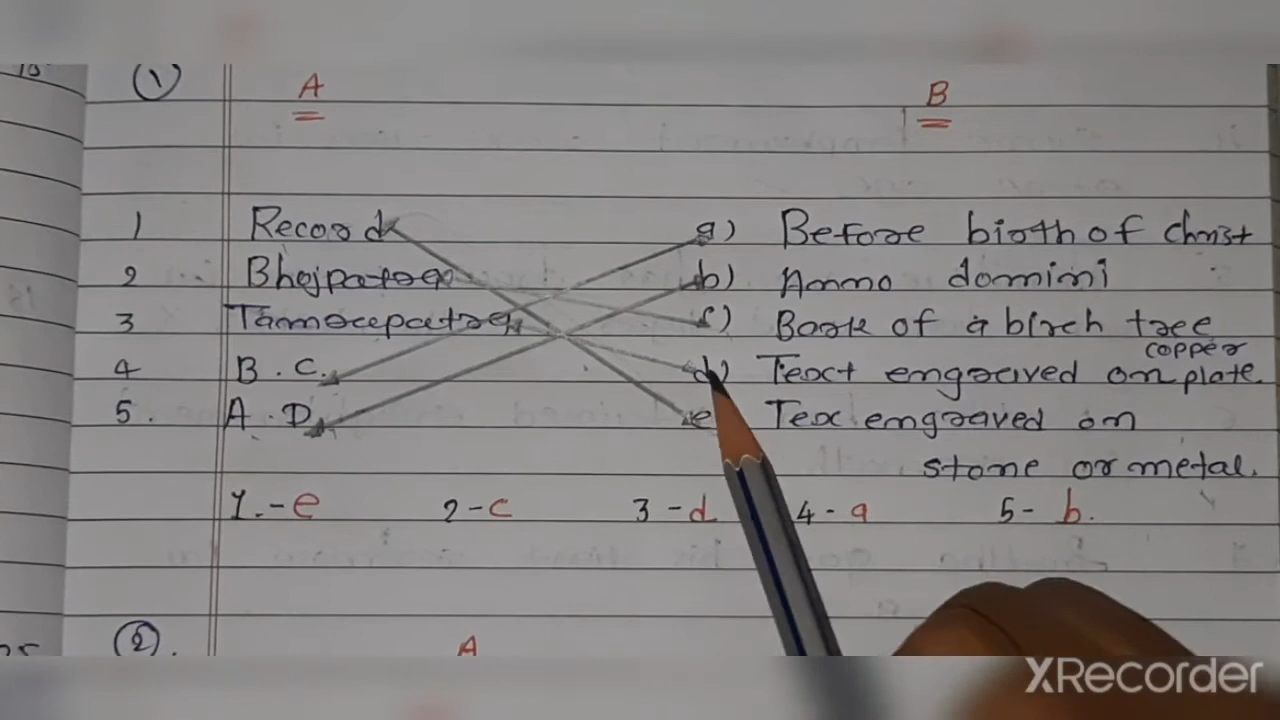 ① A B
1 Record a) Before birth of Christ
2 Bhojpatra b) Anno domini
3 Tamrapatra c) Bark of a birch tree
copper
4 B.C. d) Text engraved on plate.
5. A.D. e) Tex engraved on
stone or metal.
1.-e 2-c 3-d 4-a 5-b.
②. A
XRecorder